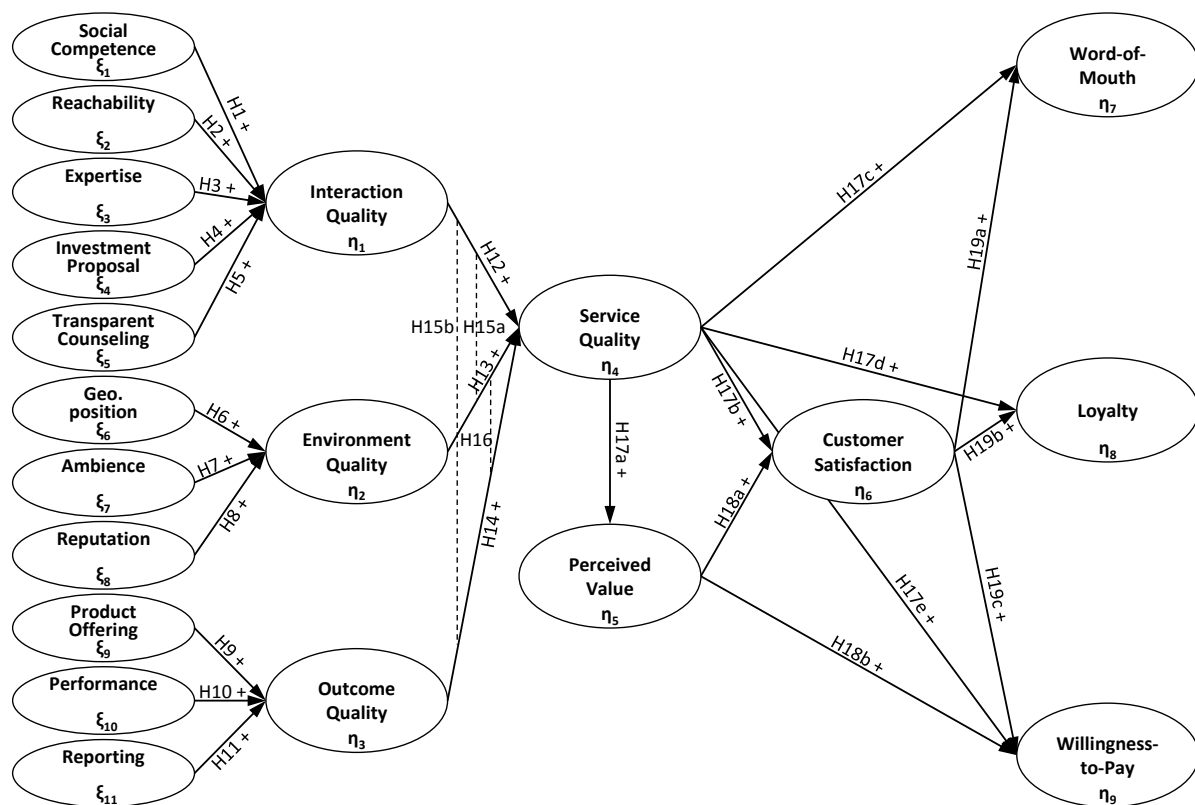 Social
Competence
ξ1
Reachability
ξ2
Expertise
ξ3
Investment
Proposal
ξ4
Transparent
Counseling
ξ5
Geo.
position
ξ6
Ambience
ξ7
Reputation
ξ8
Product
Offering
ξ9
Performance
ξ10
Reporting
ξ11
H1 +
H2 +
H3 +
H4 +
H5 +
H6 +
H7 +
H8 +
H9 +
H10 +
H11 +
Interaction
Quality
η1
Environment
Quality
η2
Outcome
Quality
η3
H12 +
H15b
H15a
H13 +
H16
H14 +
Service
Quality
η4
H17a +
Perceived
Value
η5
H17c +
H17d +
H17b +
H18a +
Customer
Satisfaction
η6
H17e +
H18b +
H19a +
H19b +
H19c +
Word-of-
Mouth
η7
Loyalty
η8
Willingness-
to-Pay
η9